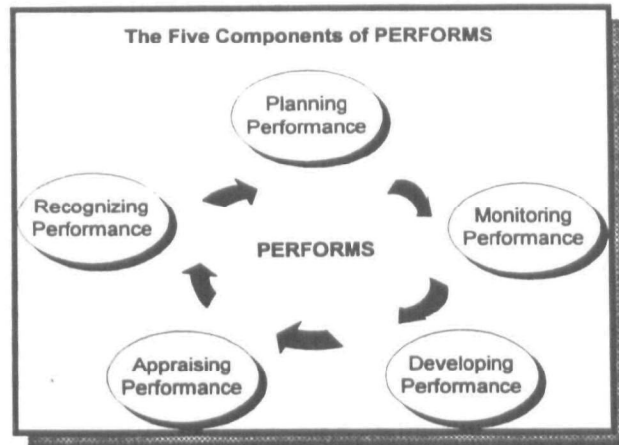 The Five Components of PERFORMS
Planning
Performance
Monitoring
Performance
Developing
Performance
Appraising
Performance
Recognizing
Performance
PERFORMS